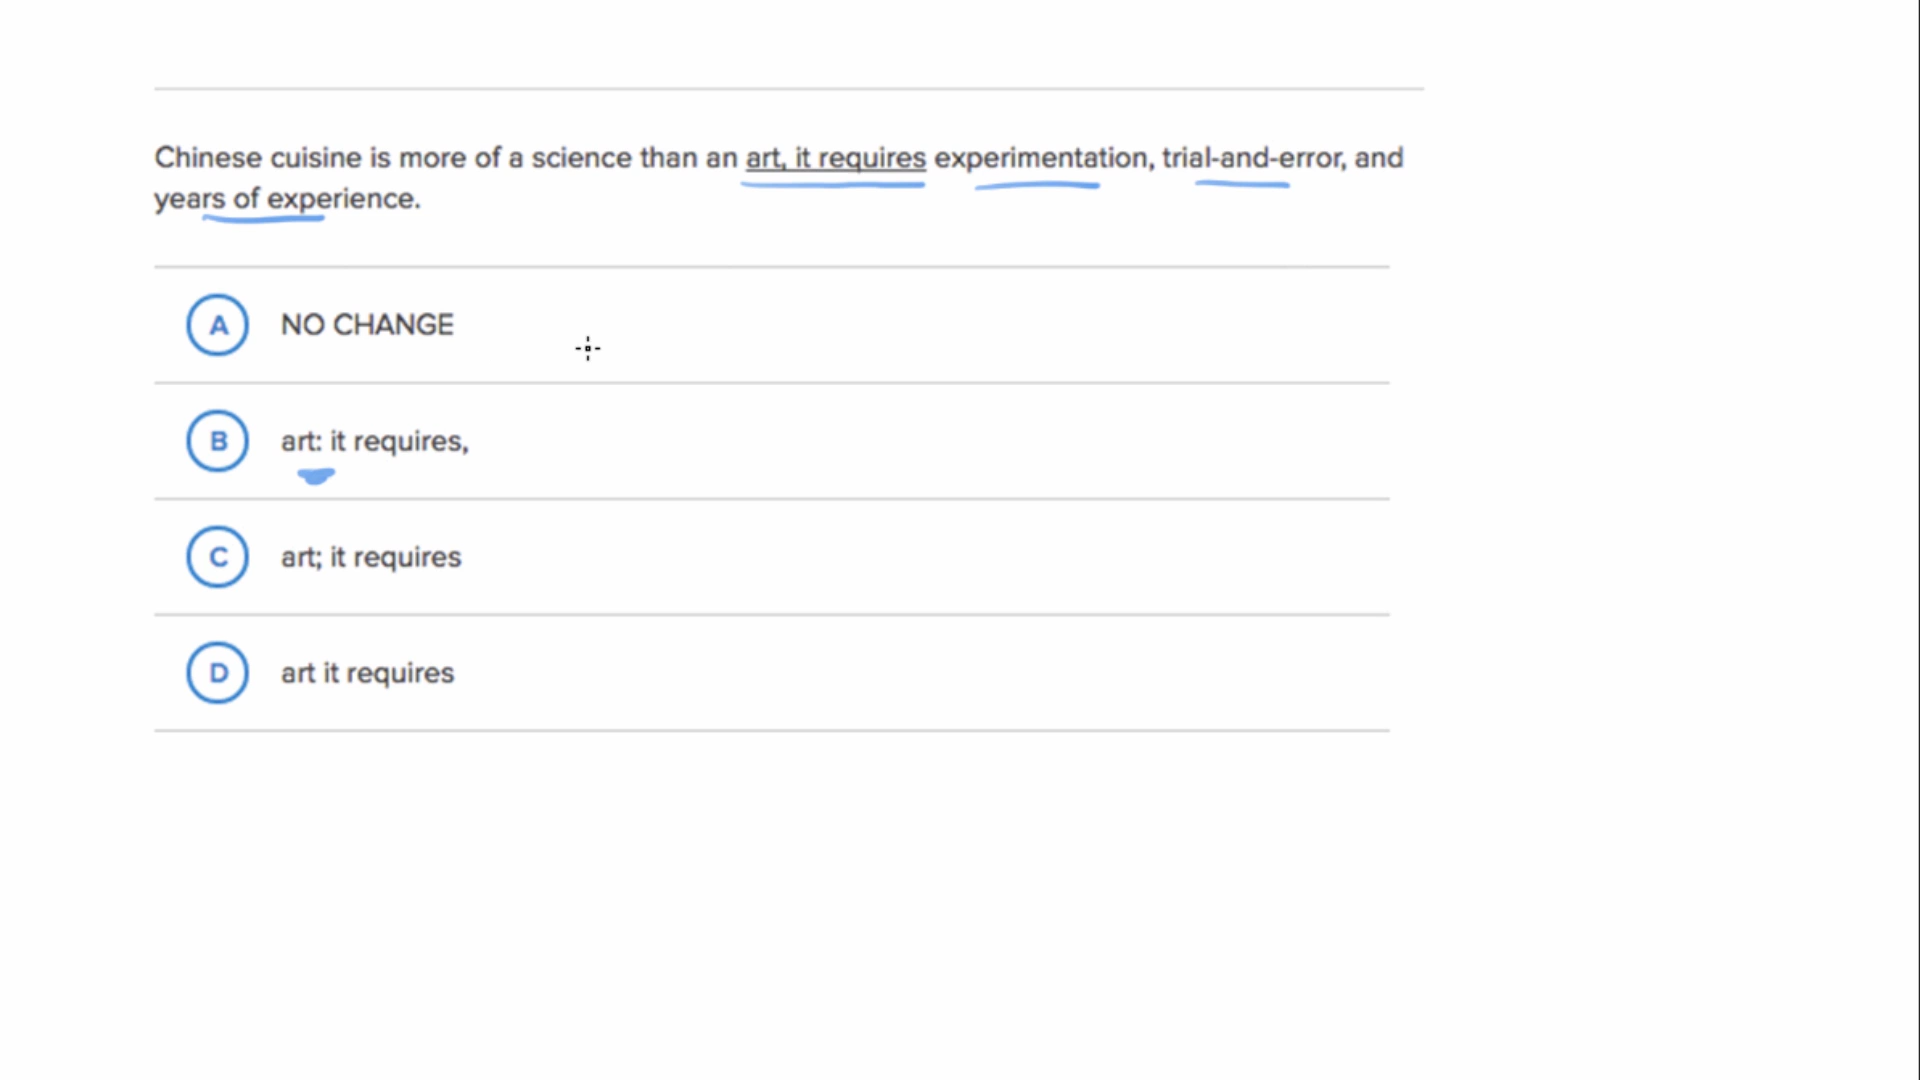 Chinese cuisine is more of a science than an art, it requires experimentation, trial-and-error, and
years of experience.
A NO CHANGE
B art: it requires,
C art; it requires
D art it requires